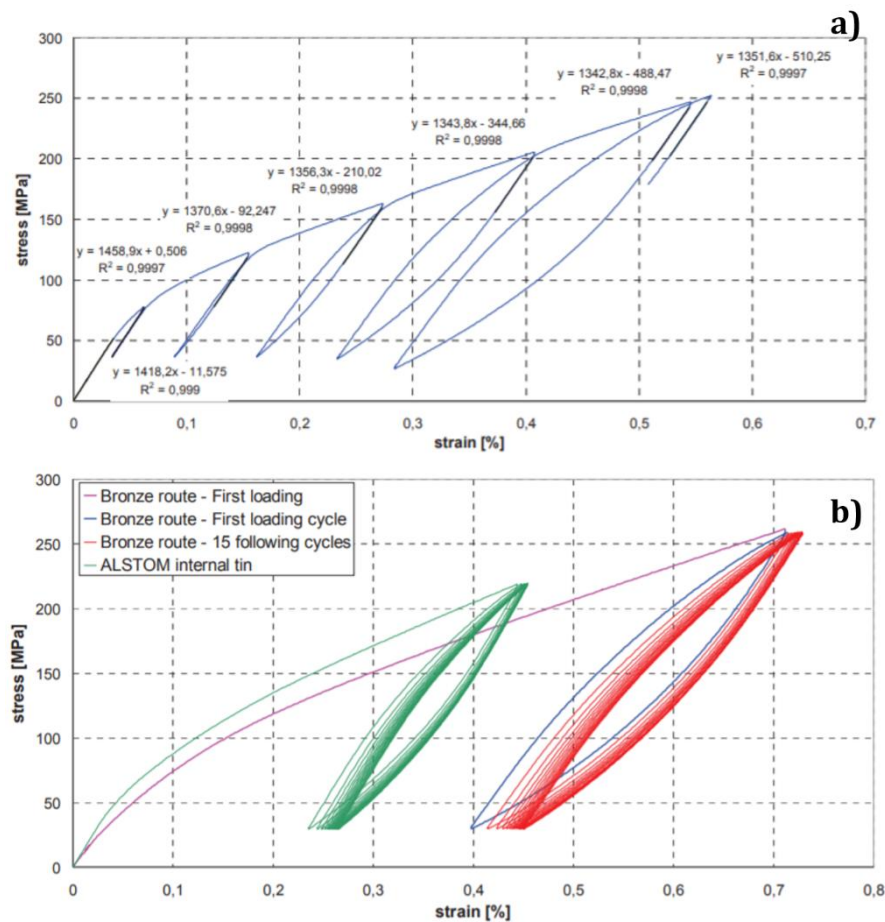 a)
300
250
200
150
100
50
0
stress [MPa]
y = 1351,6x - 510,25
R² = 0,9997
y = 1342,8x - 488,47
R² = 0,9998
y = 1343,8x - 344,66
R² = 0,9998
y = 1356,3x - 210,02
R² = 0,9998
y = 1370,6x - 92,247
R² = 0,9998
y = 1458,9x + 0,506
R² = 0,9997
y = 1418,2x - 11,575
R² = 0,999
0 0,1 0,2 0,3 0,4 0,5 0,6 0,7
strain [%]
b)
300
250
200
150
100
50
0
stress [MPa]
Bronze route - First loading
Bronze route - First loading cycle
Bronze route - 15 following cycles
ALSTOM internal tin
0 0,1 0,2 0,3 0,4 0,5 0,6 0,7 0,8
strain [%]